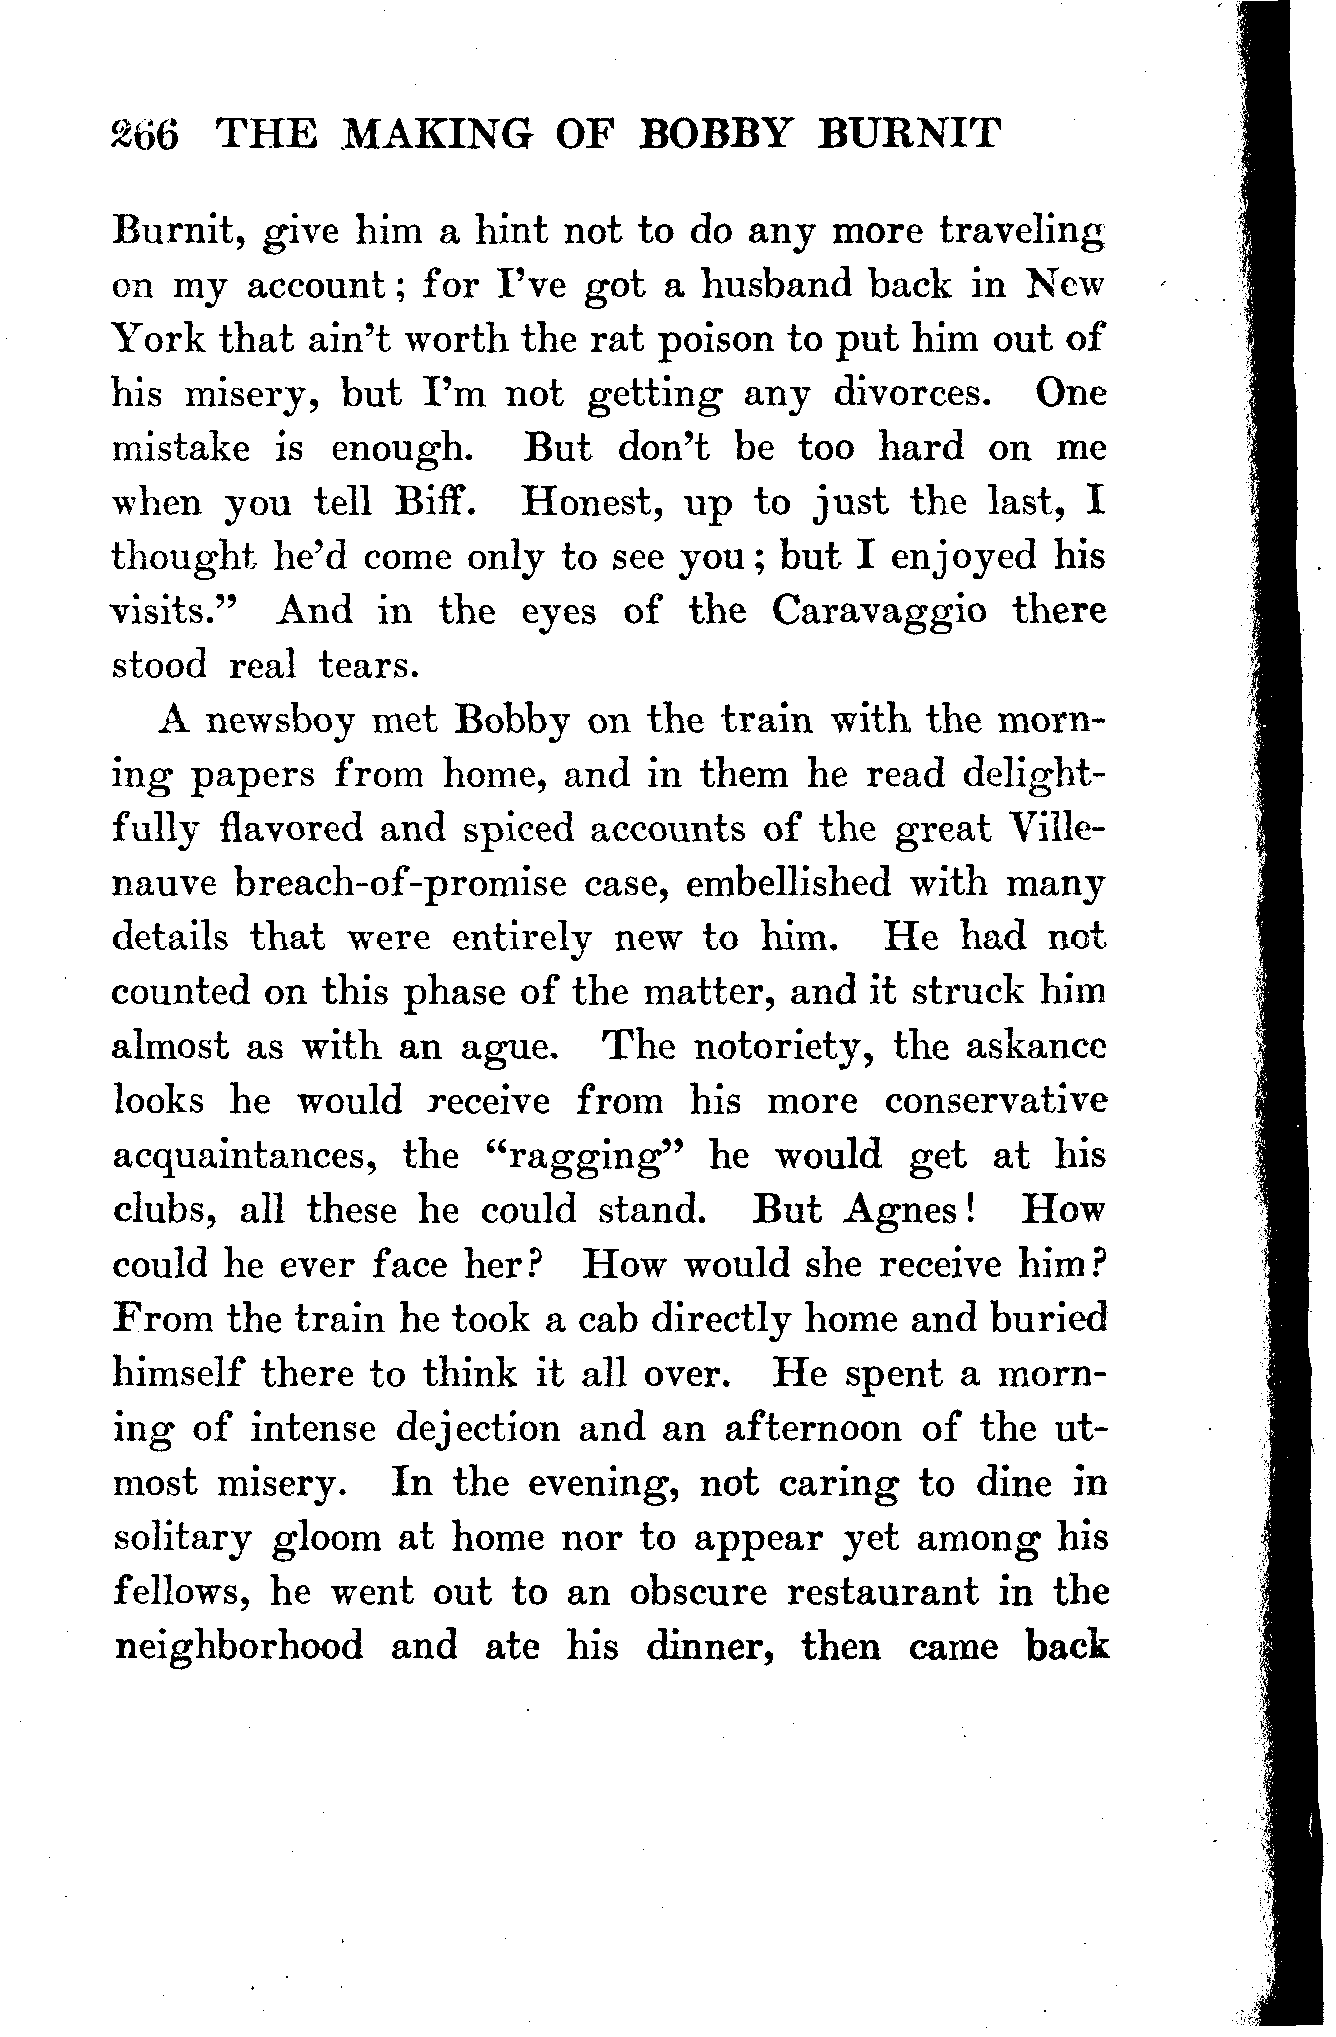 266 THE MAKING OF BOBBY BURNIT
Burnit, give him a hint not to do any more traveling
on my account; for I've got a husband back in New
York that ain't worth the rat poison to put him out of
his misery, but I'm not getting any divorces. One
mistake is enough. But don't be too hard on me
when you tell Biff. Honest, up to just the last, I
thought he'd come only to see you; but I enjoyed his
visits." And in the eyes of the Caravaggio there
stood real tears.
A newsboy met Bobby on the train with the morn-
ing papers from home, and in them he read delight-
fully flavored and spiced accounts of the great Ville-
nauve breach-of-promise case, embellished with many
details that were entirely new to him. He had not
counted on this phase of the matter, and it struck him
almost as with an ague. The notoriety, the askance
looks he would receive from his more conservative
acquaintances, the "ragging" he would get at his
clubs, all these he could stand. But Agnes! How
could he ever face her? How would she receive him?
From the train he took a cab directly home and buried
himself there to think it all over. He spent a morn-
ing of intense dejection and an afternoon of the ut-
most misery. In the evening, not caring to dine in
solitary gloom at home nor to appear yet among his
fellows, he went out to an obscure restaurant in the
neighborhood and ate his dinner, then came back